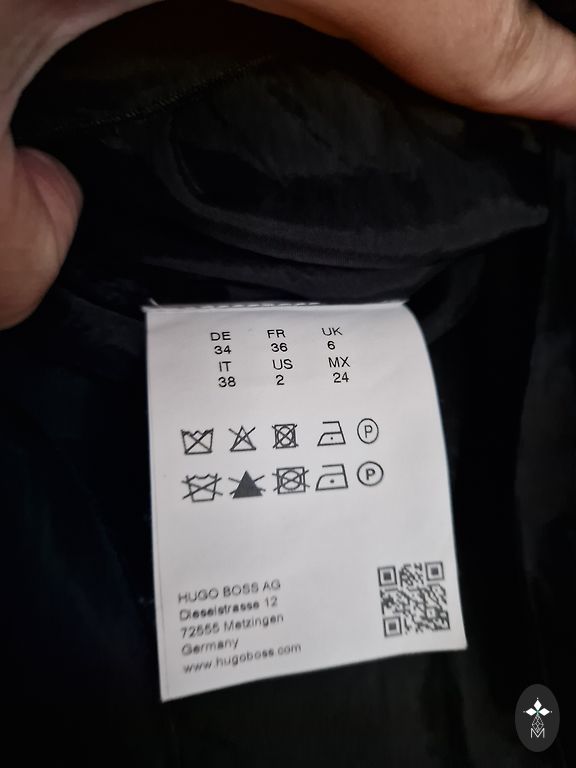 DE FR UK
34 36 6
IT US MX
38 2 24
P
P
HUGO BOSS AG
Dieselstrasse 12
72555 Metzingen
Germany
www.hugoboss.com
M